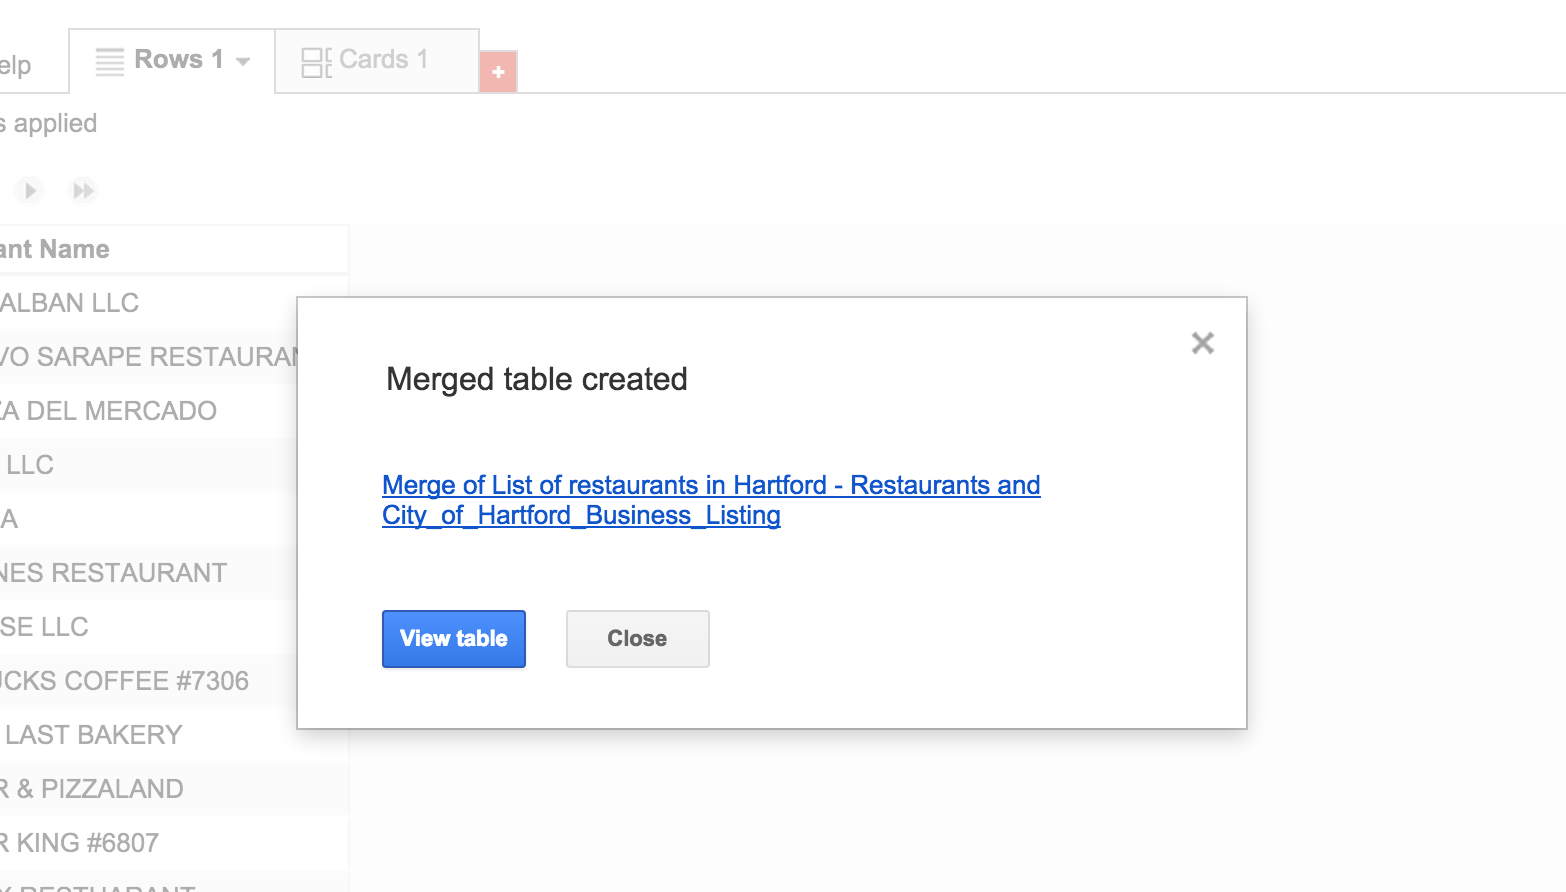 elp
Rows 1
Cards 1
+
s applied
ant Name
ALBAN LLC
VO SARAPE RESTAURAN
ZA DEL MERCADO
LLC
A
NES RESTAURANT
SE LLC
UCKS COFFEE #7306
LAST BAKERY
R & PIZZALAND
R KING #6807
Merged table created
Merge of List of restaurants in Hartford - Restaurants and
City_of_Hartford_Business_Listing
View table
Close